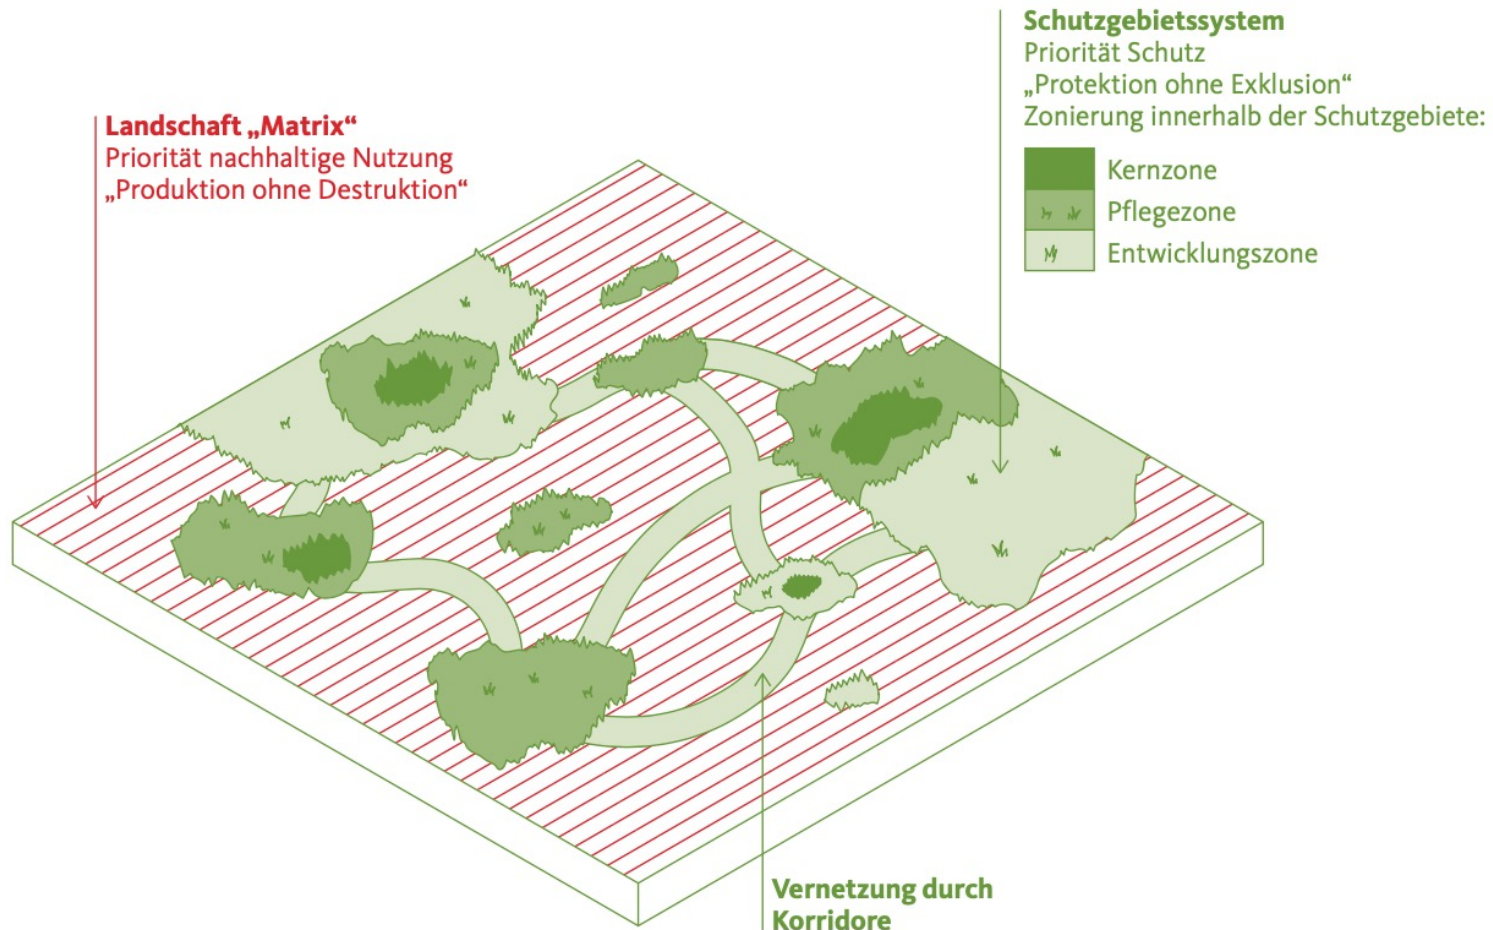 Schutzgebietssystem
Priorität Schutz
„Protektion ohne Exklusion“
Zonierung innerhalb der Schutzgebiete:
Kernzone
Pflegezone
Entwicklungszone
Landschaft „Matrix“
Priorität nachhaltige Nutzung
„Produktion ohne Destruktion“
Vernetzung durch
Korridore